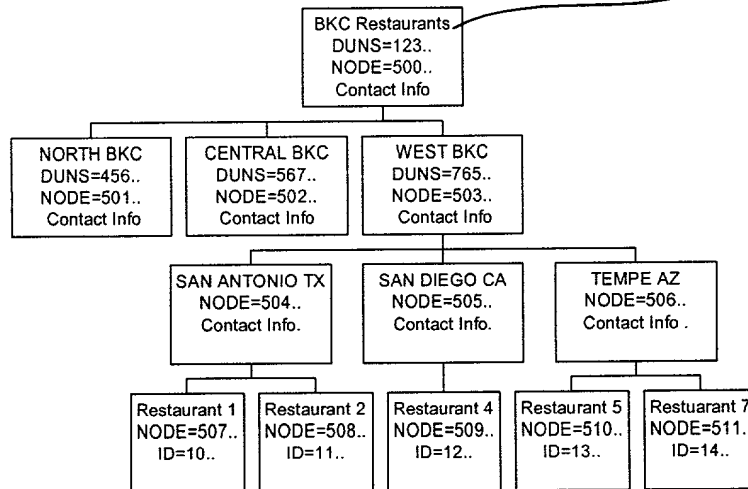 BKC Restaurants
DUNS=123..
NODE=500..
Contact Info
NORTH BKC
DUNS=456..
NODE=501..
Contact Info
CENTRAL BKC
DUNS=567..
NODE=502..
Contact Info
WEST BKC
DUNS=765..
NODE=503..
Contact Info
SAN ANTONIO TX
NODE=504..
Contact Info.
SAN DIEGO CA
NODE=505..
Contact Info.
TEMPE AZ
NODE=506..
Contact Info .
Restaurant 1
NODE=507..
ID=10..
Restaurant 2
NODE=508..
ID=11..
Restaurant 4
NODE=509..
ID=12..
Restaurant 5
NODE=510..
ID=13..
Restuarant 7
NODE=511..
ID=14..